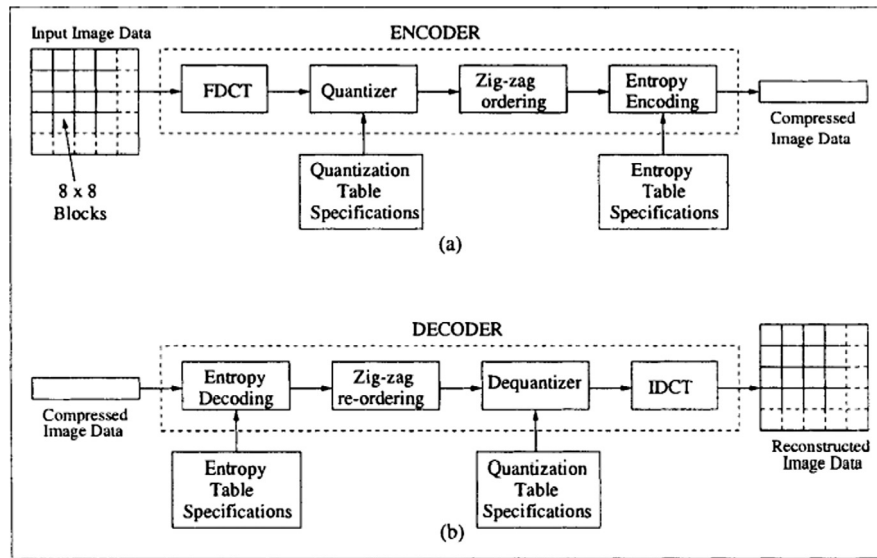 Input Image Data
ENCODER
FDCT
Quantizer
Zig-zag
ordering
Entropy
Encoding
Compressed
Image Data
8 x 8
Blocks
Quantization
Table
Specifications
Entropy
Table
Specifications
(a)
DECODER
Compressed
Image Data
Entropy
Decoding
Zig-zag
re-ordering
Dequantizer
IDCT
Reconstructed
Image Data
Entropy
Table
Specifications
Quantization
Table
Specifications
(b)